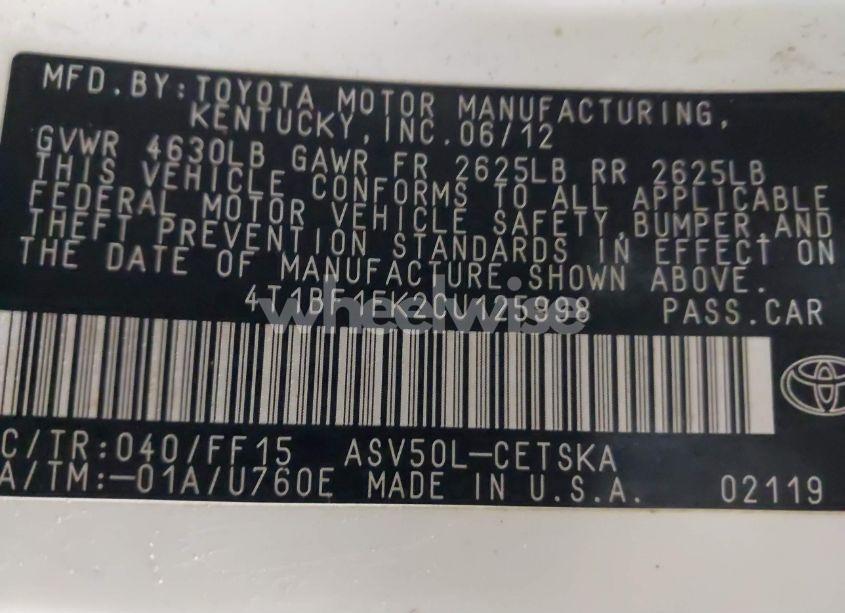 MFD.BY:TOYOTA MOTOR MANUFACTURING,
KENTUCKY,INC.06/12
GVWR 4630LB GAWR FR 2625LB RR 2625LB
THIS VEHICLE CONFORMS TO ALL APPLICABLE
FEDERAL MOTOR VEHICLE SAFETY,BUMPER,AND
THEFT PREVENTION STANDARDS IN EFFECT ON
THE DATE OF MANUFACTURE SHOWN ABOVE.
4T1BF1FK2CU125998 PASS.CAR
wheelwise
C/TR:040/FF15 ASV50L-CETSKA
A/TM:-01A/U760E MADE IN U.S.A. 02119